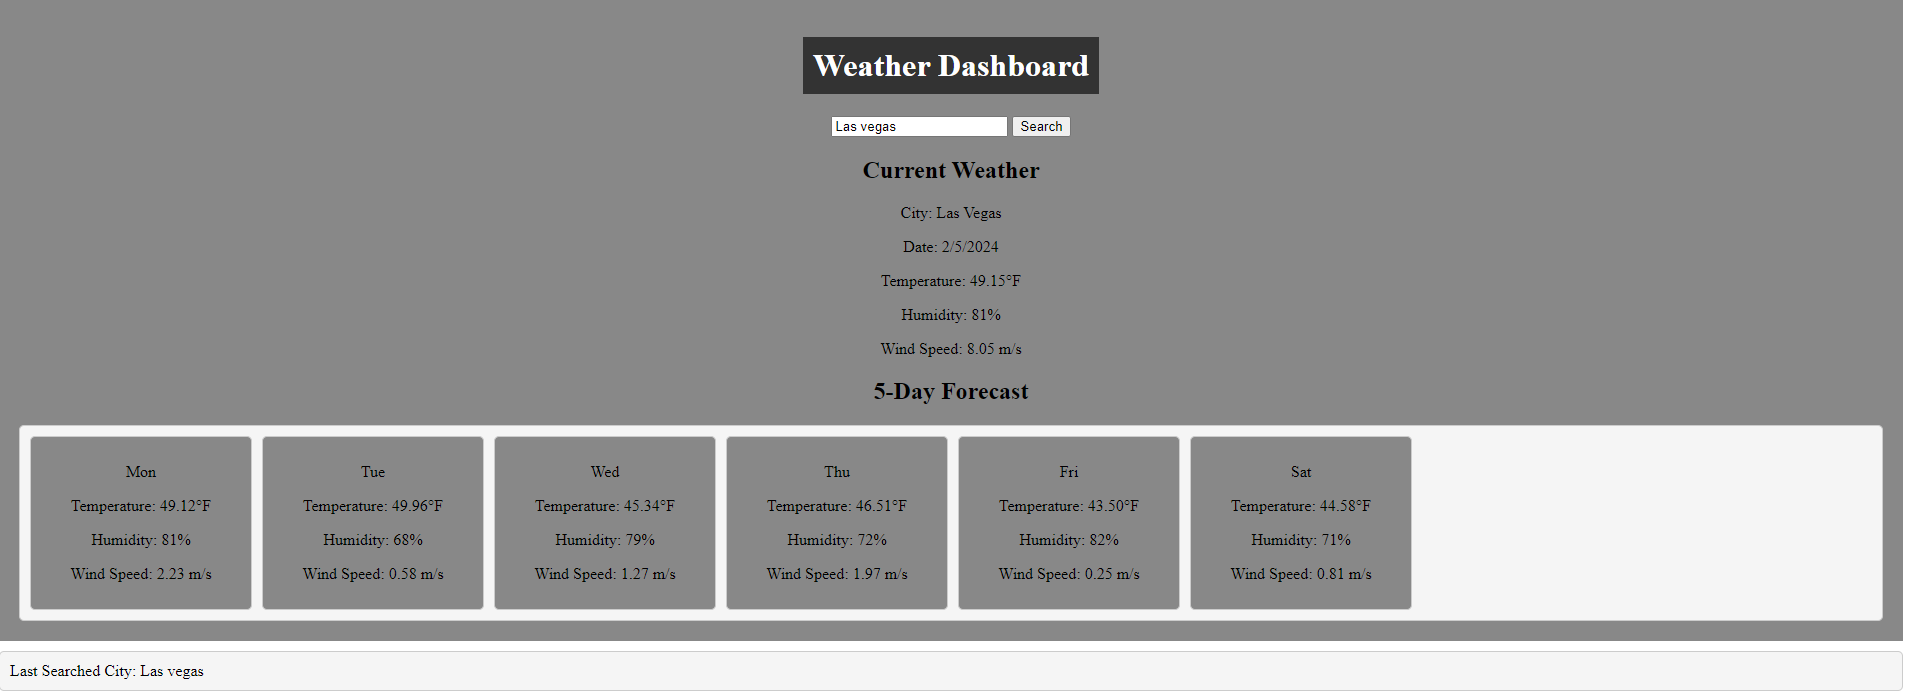 Weather Dashboard
Las vegas Search
Current Weather
City: Las Vegas
Date: 2/5/2024
Temperature: 49.15°F
Humidity: 81%
Wind Speed: 8.05 m/s
5-Day Forecast
Mon
Temperature: 49.12°F
Humidity: 81%
Wind Speed: 2.23 m/s
Tue
Temperature: 49.96°F
Humidity: 68%
Wind Speed: 0.58 m/s
Wed
Temperature: 45.34°F
Humidity: 79%
Wind Speed: 1.27 m/s
Thu
Temperature: 46.51°F
Humidity: 72%
Wind Speed: 1.97 m/s
Fri
Temperature: 43.50°F
Humidity: 82%
Wind Speed: 0.25 m/s
Sat
Temperature: 44.58°F
Humidity: 71%
Wind Speed: 0.81 m/s
Last Searched City: Las vegas